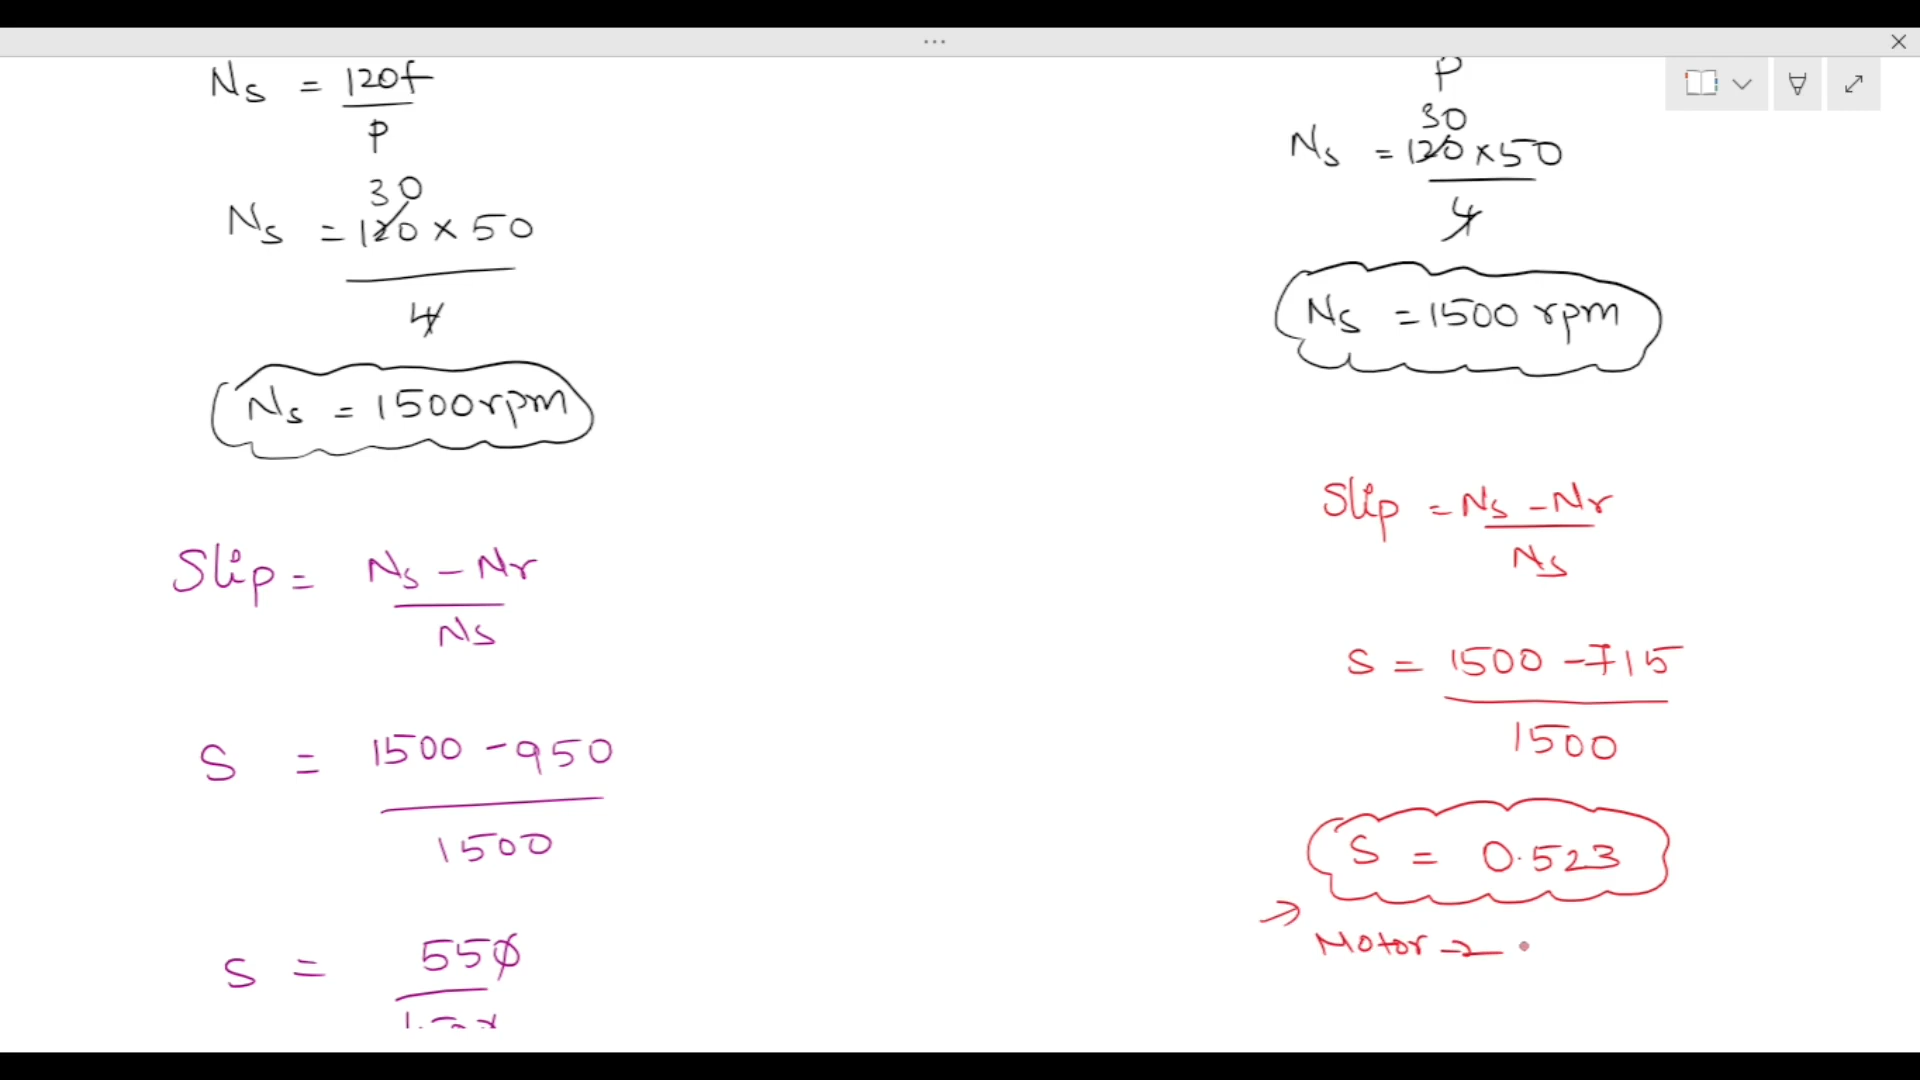 Ns = 120f
P
30
Ns = 120 x 50
4
Ns = 1500rpm
Slip = Ns - Nr
Ns
S = 1500 - 950
1500
S = 550
P
30
Ns = 120 x 50
4
Ns = 1500 rpm
Slip = Ns - Nr
Ns
S = 1500 - 715
1500
S = 0.523
→ Motor - 2